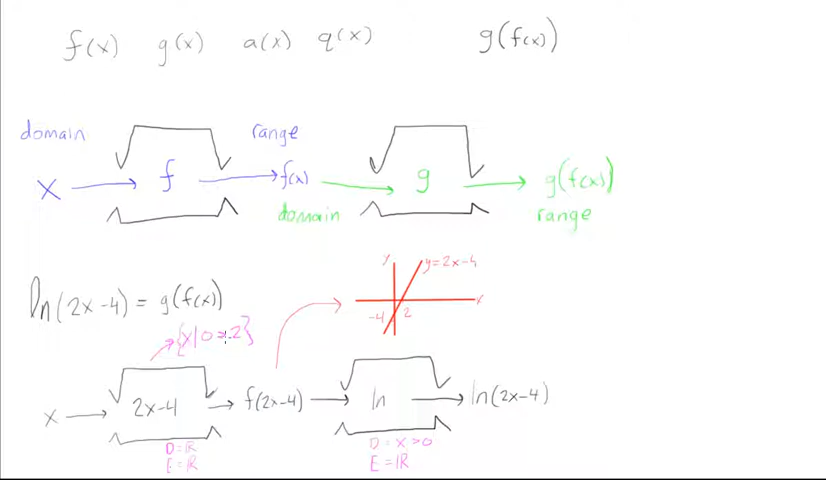 f(x) g(x) a(x) q(x) g(f(x))
domain range
x f f(x) g g(f(x))
domain range
y y=2x-4
x
-4 2
ln(2x-4) = g(f(x))
x 2x-4 f(2x-4) ln ln(2x-4)
D=ℝ D = x>0
E=ℝ E=ℝ